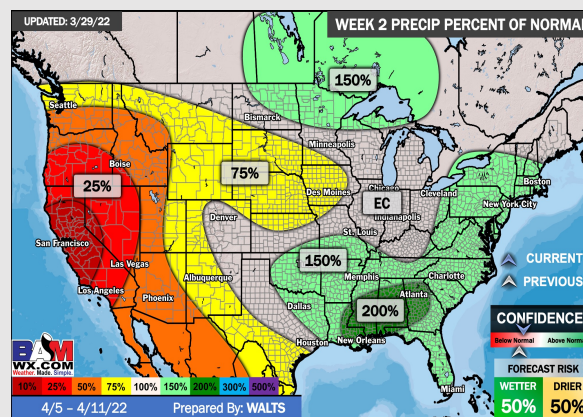 UPDATED: 3/29/22
WEEK 2 PRECIP PERCENT OF NORMAL
150%
Seattle
Bismarck
Minneapolis
Boise
25%
75%
Des Moines
Chicago
Cleveland
Boston
New York City
EC
Indianapolis
Denver
St. Louis
San Francisco
Las Vegas
150%
CURRENT
Los Angeles
Albuquerque
Memphis
Charlotte
PREVIOUS
Phoenix
Dallas
Atlanta
200%
Houston
New Orleans
Miami
CONFIDENCE
Below Normal Above Norma
FORECAST RISK
WETTER DRIER
50% 50%
BAM
WX.COM
Weather. Made. Simple.
10% 25% 50% 75% 100% 150% 200% 300% 500%
4/5 – 4/11/22 Prepared By: WALTS